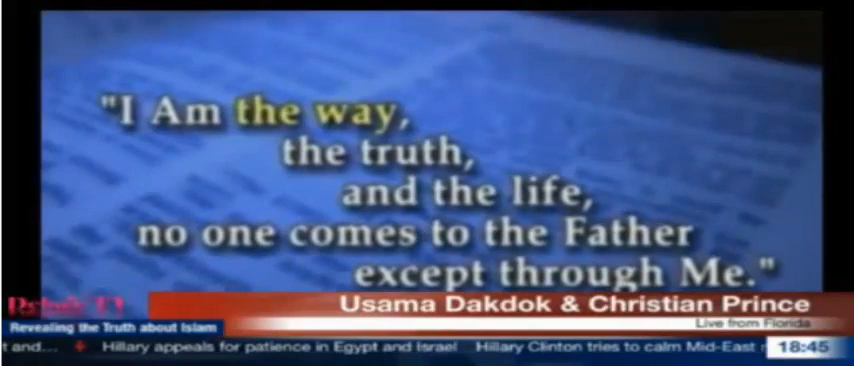 "I Am the way,
the truth,
and the life,
no one comes to the Father
except through Me."
Usama Dakdok & Christian Prince
Live from Florida
Revealing the Truth about Islam
t and... Hillary appeals for patience in Egypt and Israel Hillary Clinton tries to calm Mid-East
18:45